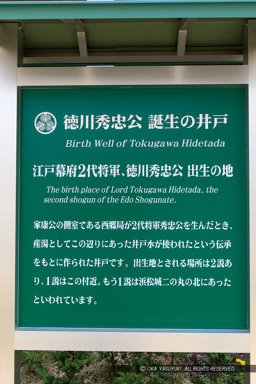 徳川秀忠公 誕生の井戸
Birth Well of Tokugawa Hidetada
江戸幕府2代将軍、徳川秀忠公 出生の地
The birth place of Lord Tokugawa Hidetada, the
second shogun of the Edo Shogunate.
家康公の側室である西郷局が2代将軍秀忠公を生んだとき、
産湯としてこの辺りにあった井戸水が使われたという伝承
をもとに作られた井戸です。出生地とされる場所は2説あ
り、1説はこの付近。もう1説は浜松城二の丸の北にあった
といわれています。
© OKA YASUYUKI. ALL RIGHTS RESERVED.